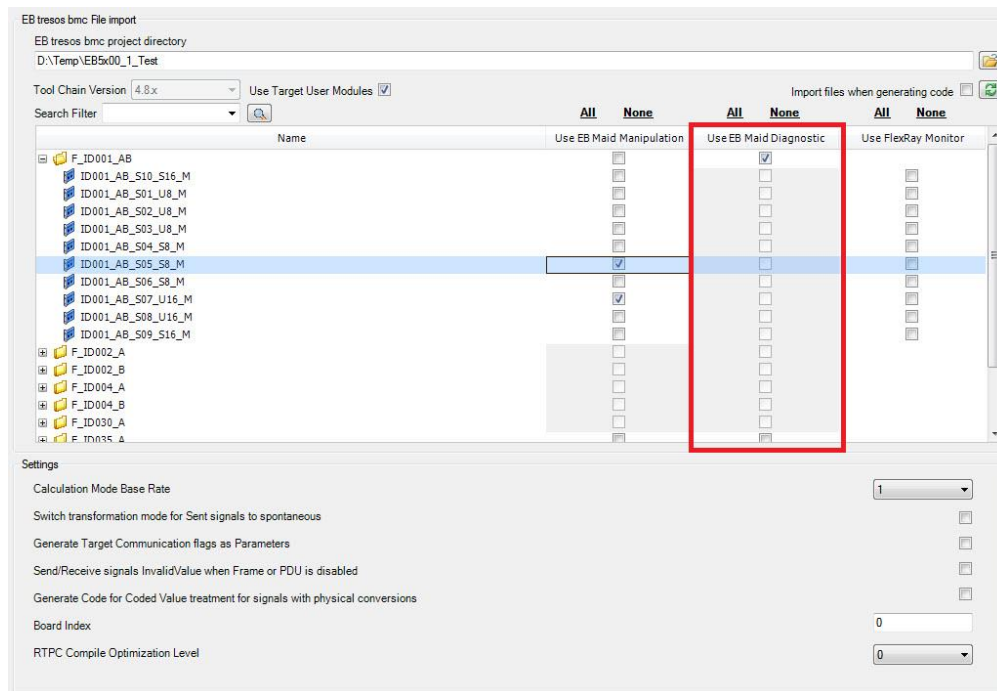 EB tresos bmc File import
EB tresos bmc project directory
D:\Temp\EB5x00_1_Test
Tool Chain Version 4.8.x Use Target User Modules Import files when generating code
Search Filter All None All None All None
Name Use EB Maid Manipulation Use EB Maid Diagnostic Use FlexRay Monitor
F_ID001_AB
ID001_AB_S10_S16_M
ID001_AB_S01_U8_M
ID001_AB_S02_U8_M
ID001_AB_S03_U8_M
ID001_AB_S04_S8_M
ID001_AB_S05_S8_M
ID001_AB_S06_S8_M
ID001_AB_S07_U16_M
ID001_AB_S08_U16_M
ID001_AB_S09_S16_M
F_ID002_A
F_ID002_B
F_ID004_A
F_ID004_B
F_ID030_A
F_ID035_A
Settings
Calculation Mode Base Rate 1
Switch transformation mode for Sent signals to spontaneous
Generate Target Communication flags as Parameters
Send/Receive signals InvalidValue when Frame or PDU is disabled
Generate Code for Coded Value treatment for signals with physical conversions
Board Index 0
RTPC Compile Optimization Level 0